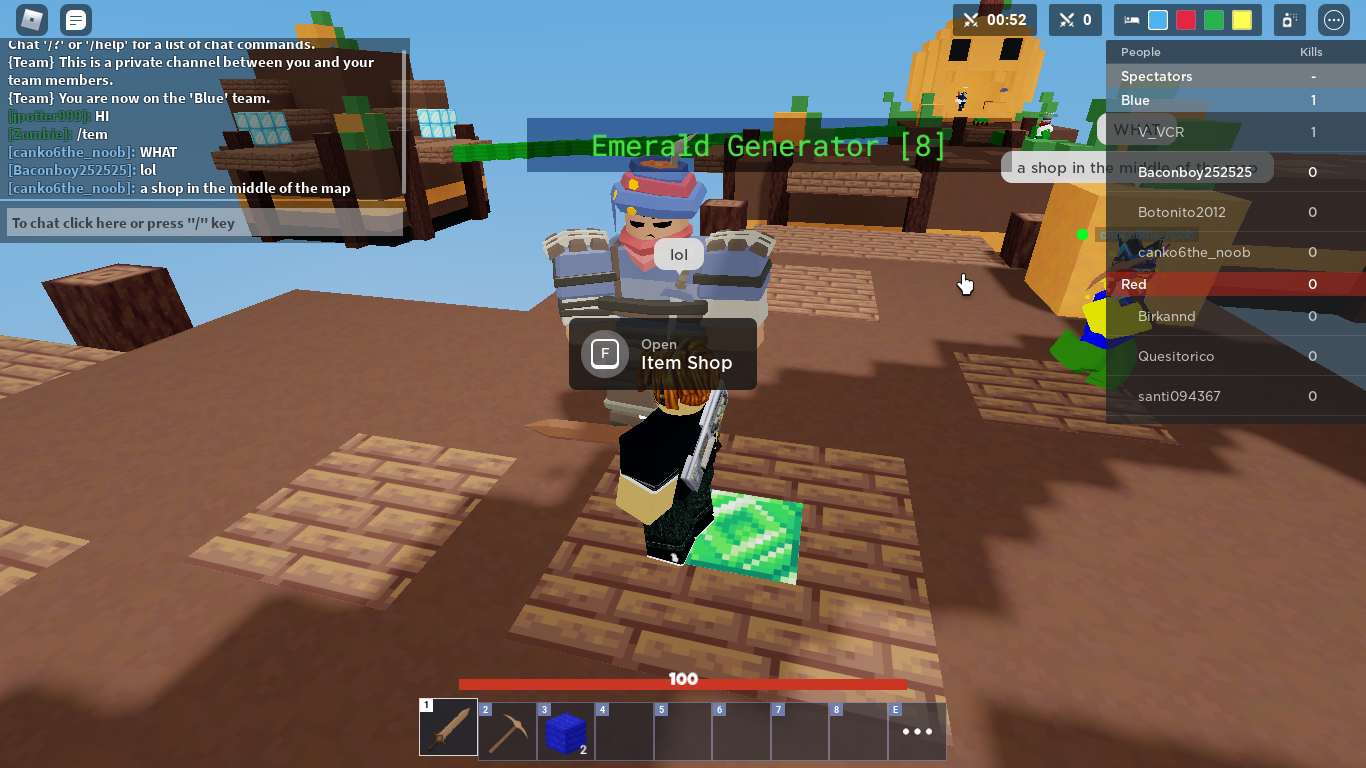 00:52
0
Chat '/?' or '/help' for a list of chat commands.
{Team} This is a private channel between you and your
team members.
{Team} You are now on the 'Blue' team.
[jpotter999]: HI
[Zumbie]: /tem
[canko6the_noob]: WHAT
[Baconboy252525]: lol
[canko6the_noob]: a shop in the middle of the map
To chat click here or press "/" key
People Kills
Spectators -
Blue 1
V_VCR 1
Baconboy252525 0
Botonito2012 0
canko6the_noob 0
Red 0
Birkannd 0
Quesitorico 0
santi094367 0
WHAT
a shop in the middle of the map
canko6the_noob
Emerald Generator [8]
lol
F
Open
Item Shop
100
1
2
3
4
5
6
7
8
E
2